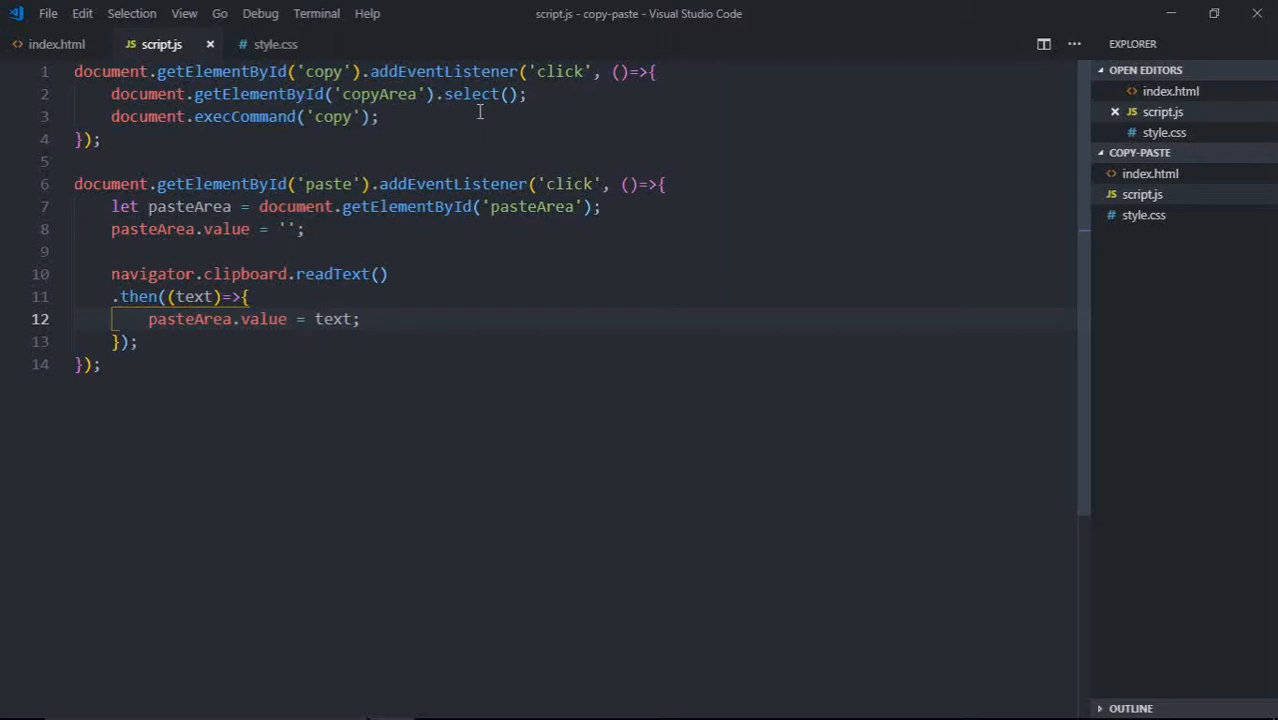 File Edit Selection View Go Debug Terminal Help script.js - copy-paste - Visual Studio Code
<> index.html JS script.js × style.css
EXPLORER
OPEN EDITORS
<> index.html
× JS script.js
style.css
COPY-PASTE
<> index.html
JS script.js
style.css
OUTLINE
1 document.getElementById('copy').addEventListener('click', ()=>{
2     document.getElementById('copyArea').select();
3     document.execCommand('copy');
4 });
5
6 document.getElementById('paste').addEventListener('click', ()=>{
7     let pasteArea = document.getElementById('pasteArea');
8     pasteArea.value = '';
9
10     navigator.clipboard.readText()
11     .then((text)=>{
12         pasteArea.value = text;
13     });
14 });